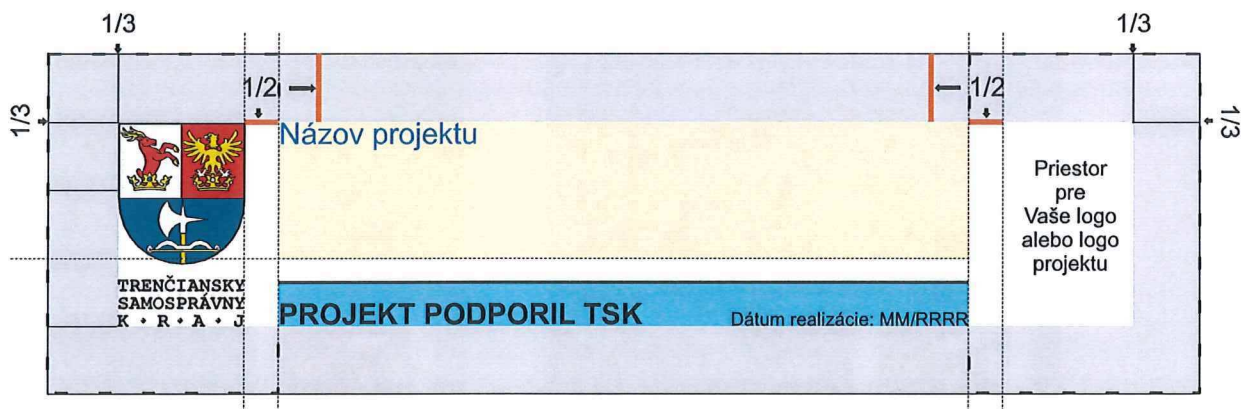 1/3
1/3
1/2
1/2
1/3
1/3
Názov projektu
Priestor
pre
Vaše logo
alebo logo
projektu
TRENČIANSKY
SAMOSPRÁVNY
K • R • A • J
PROJEKT PODPORIL TSK
Dátum realizácie: MM/RRRR